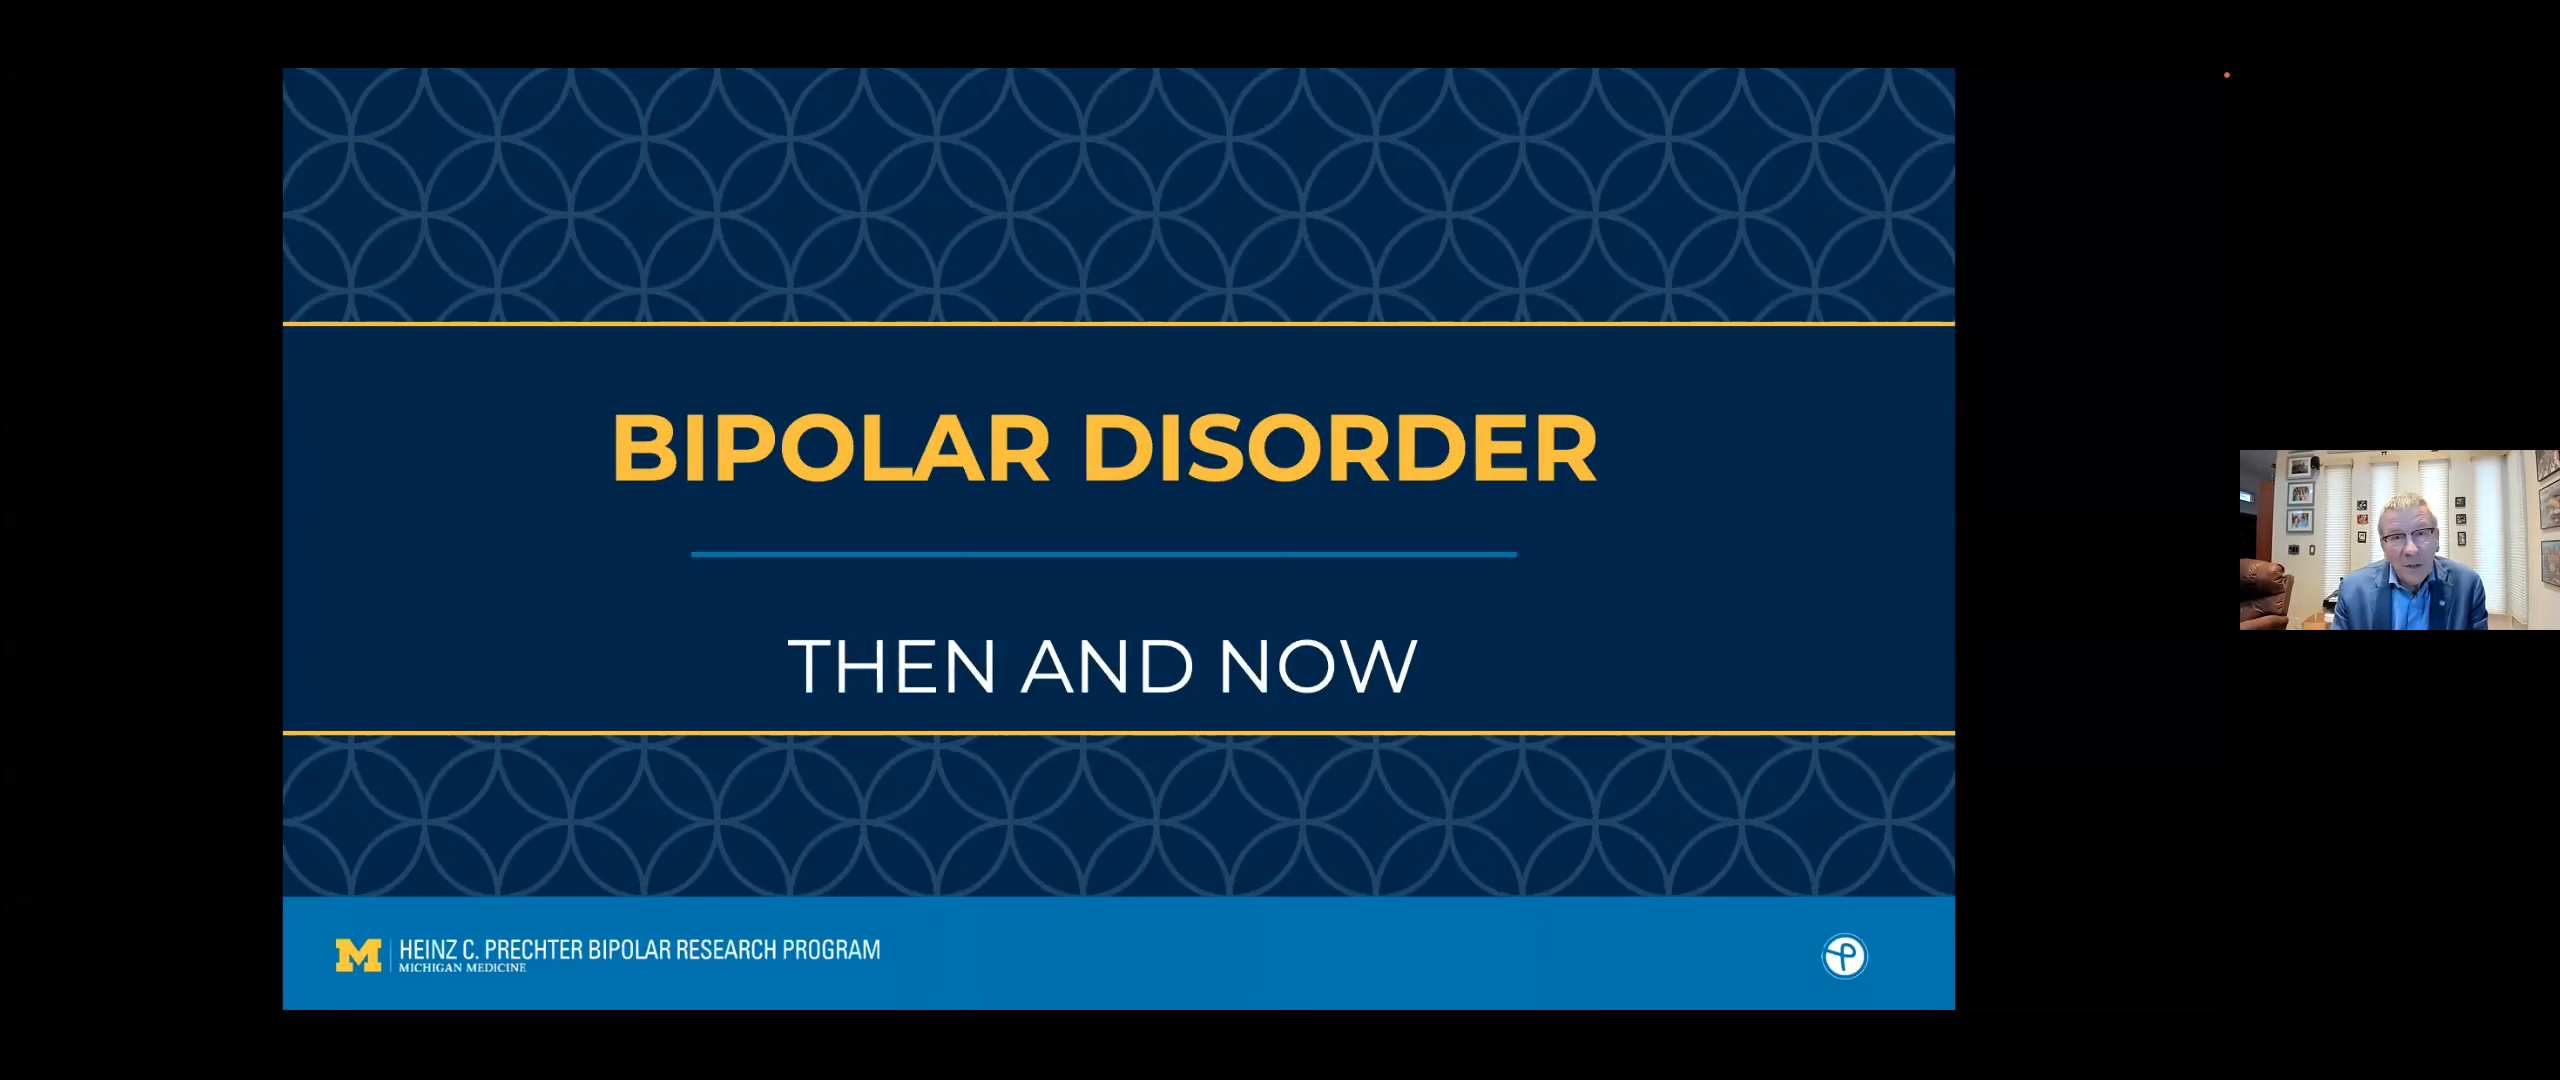 BIPOLAR DISORDER
THEN AND NOW
M HEINZ C. PRECHTER BIPOLAR RESEARCH PROGRAM
MICHIGAN MEDICINE